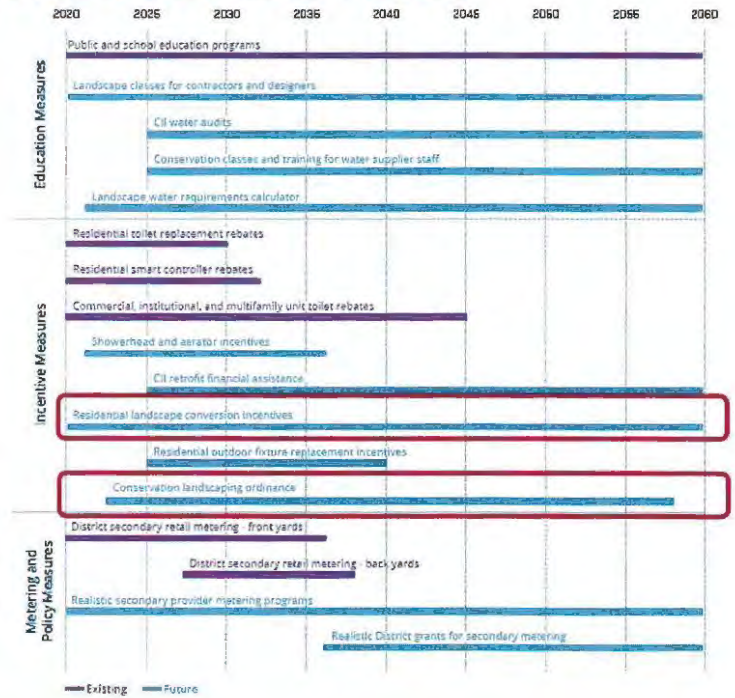 2020 2025 2030 2036 2040 2045 2050 2055 2060
Education Measures
Public and school education programs
Landscape classes for contractors and designers
CII water audits
Conservation classes and training for water supplier staff
Landscape water requirements calculator
Incentive Measures
Residential toilet replacement rebates
Residential smart controller rebates
Commercial, institutional, and multifamily unit toilet rebates
Showerhead and aerator incentives
CII retrofit financial assistance
Residential landscape conversion incentives
Residential outdoor fixture replacement incentives
Conservation landscaping ordinance
Metering and
Policy Measures
District secondary retail metering - front yards
District secondary retail metering - back yards
Realistic secondary provider metering programs
Realistic District grants for secondary metering
Existing Future